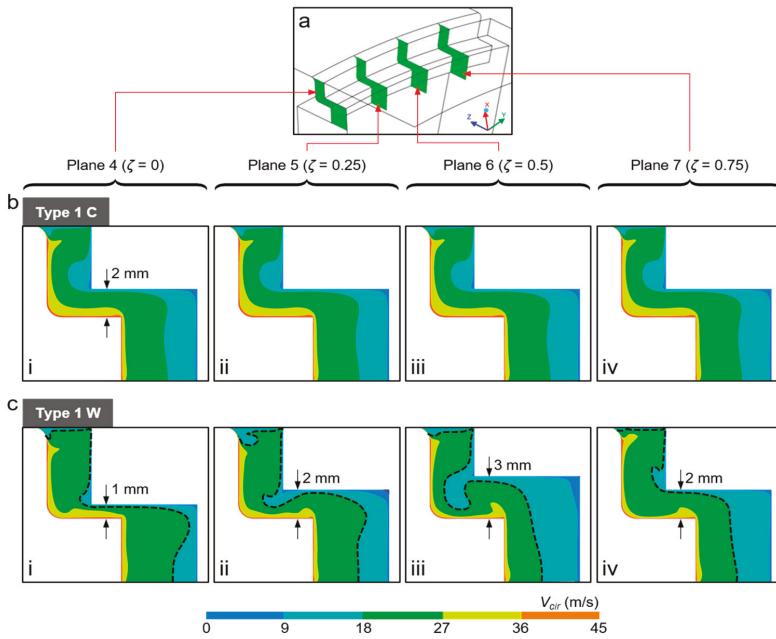 a
X
Y
Z
Plane 4 (ζ = 0)
Plane 5 (ζ = 0.25)
Plane 6 (ζ = 0.5)
Plane 7 (ζ = 0.75)
b
Type 1 C
2 mm
i
ii
iii
iv
c
Type 1 W
1 mm
2 mm
3 mm
2 mm
i
ii
iii
iv
V_cir (m/s)
0 9 18 27 36 45